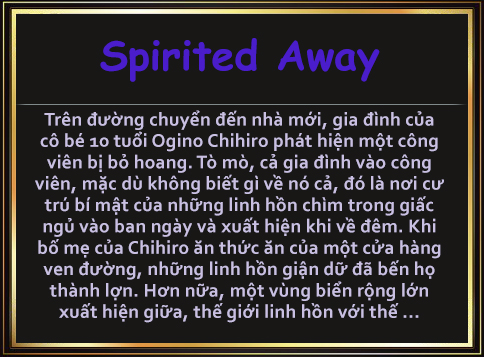 Spirited Away
Trên đường chuyển đến nhà mới, gia đình của
cô bé 10 tuổi Ogino Chihiro phát hiện một công
viên bị bỏ hoang. Tò mò, cả gia đình vào công
viên, mặc dù không biết gì về nó cả, đó là nơi cư
trú bí mật của những linh hồn chìm trong giấc
ngủ vào ban ngày và xuất hiện khi về đêm. Khi
bố mẹ của Chihiro ăn thức ăn của một cửa hàng
ven đường, những linh hồn giận dữ đã bến họ
thành lợn. Hơn nữa, một vùng biển rộng lớn
xuất hiện giữa, thế giới linh hồn với thế ...